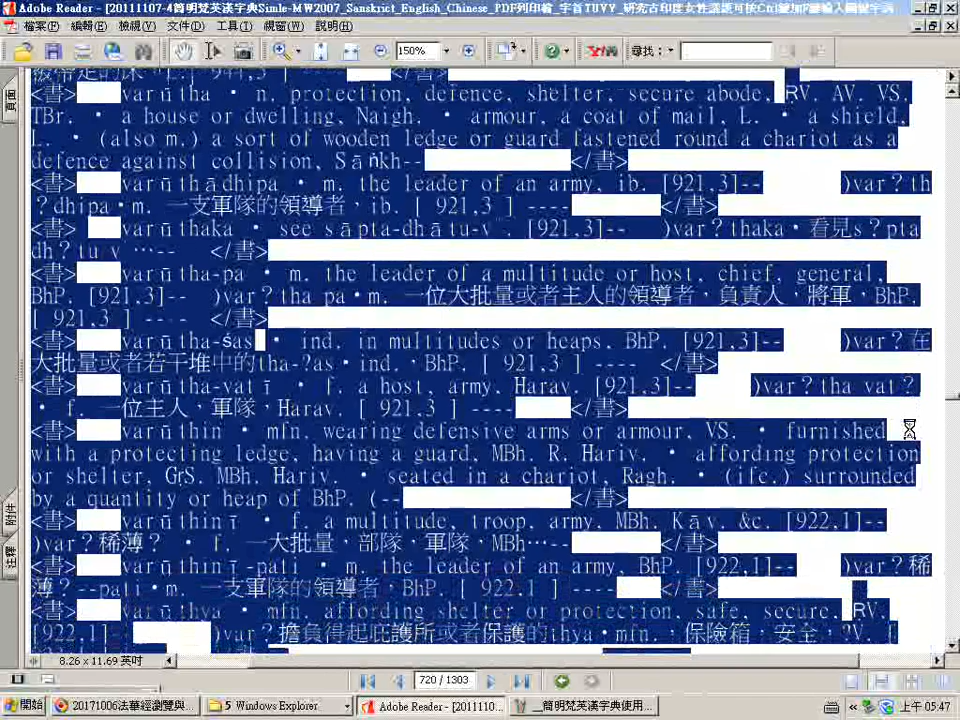 Adobe Reader - [20111107-4簡明梵英漢字典Simle-MW2007_Sanskrict_English_Chinese_PDF列印檔_字首TUVY_研究古印度女性議題可按Ctrl鍵加F鍵輸入關鍵字
檔案(F) 編輯(E) 檢視(V) 文件(D) 工具(T) 視窗(W) 說明(H)
150% 尋找：
頁面
附件
註釋
</書>
<書> varūtha • n. protection, defence, shelter, secure abode, RV. AV. VS.
TBr. • a house or dwelling, Naigh. • armour, a coat of mail, L. • a shield,
L. • (also m.) a sort of wooden ledge or guard fastened round a chariot as a
defence against collision, Sāṅkh-- </書>
<書> varūthādhipa • m. the leader of an army, ib. [921,3]-- )var?th
?dhipa•m. 一支軍隊的領導者，ib. [ 921,3 ] ---- </書>
<書> varūthaka • see sāpta-dhātu-v . [921,3]-- )var?thaka•看見s?pta
dh?tu v …-- </書>
<書> varūtha-pa • m. the leader of a multitude or host, chief, general,
BhP. [921,3]-- )var?tha pa•m. 一位大批量或者主人的領導者，負責人，將軍，BhP.
[ 921,3 ] ---- </書>
<書> varūtha-śas • ind. in multitudes or heaps, BhP. [921,3]-- )var?在
大批量或者若干堆中的tha-?as•ind.，BhP. [ 921,3 ] ---- </書>
<書> varūtha-vatī • f. a host, army, Harav. [921,3]-- )var?tha vat?
• f. 一位主人，軍隊，Harav. [ 921,3 ] ---- </書>
<書> varūthin • mfn. wearing defensive arms or armour, VS. • furnished
with a protecting ledge, having a guard, MBh. R. Hariv. • affording protection
or shelter, GṛS. MBh. Hariv. • seated in a chariot, Ragh. • (ifc.) surrounded
by a quantity or heap of BhP. (-- </書>
<書> varūthinī • f. a multitude, troop, army, MBh. Kāv. &c. [922,1]--
)var?稀薄? • f. 一大批量，部隊，軍隊，MBh…-- </書>
<書> varūthinī-pati • m. the leader of an army, BhP. [922,1]-- )var?稀
薄?--pati•m. 一支軍隊的領導者，BhP. [ 922,1 ] ---- </書>
<書> varūthya • mfn. affording shelter or protection, safe, secure, RV.
[922,1]-- )var?擔負得起庇護所或者保護的thya•mfn.，保險箱，安全，?V. [
8.26 x 11.69 英吋
720 / 1303
開始 20171006法華經瀏覽與... 5 Windows Explorer Adobe Reader - [2011110... __簡明梵英字典使用... 上午 05:47